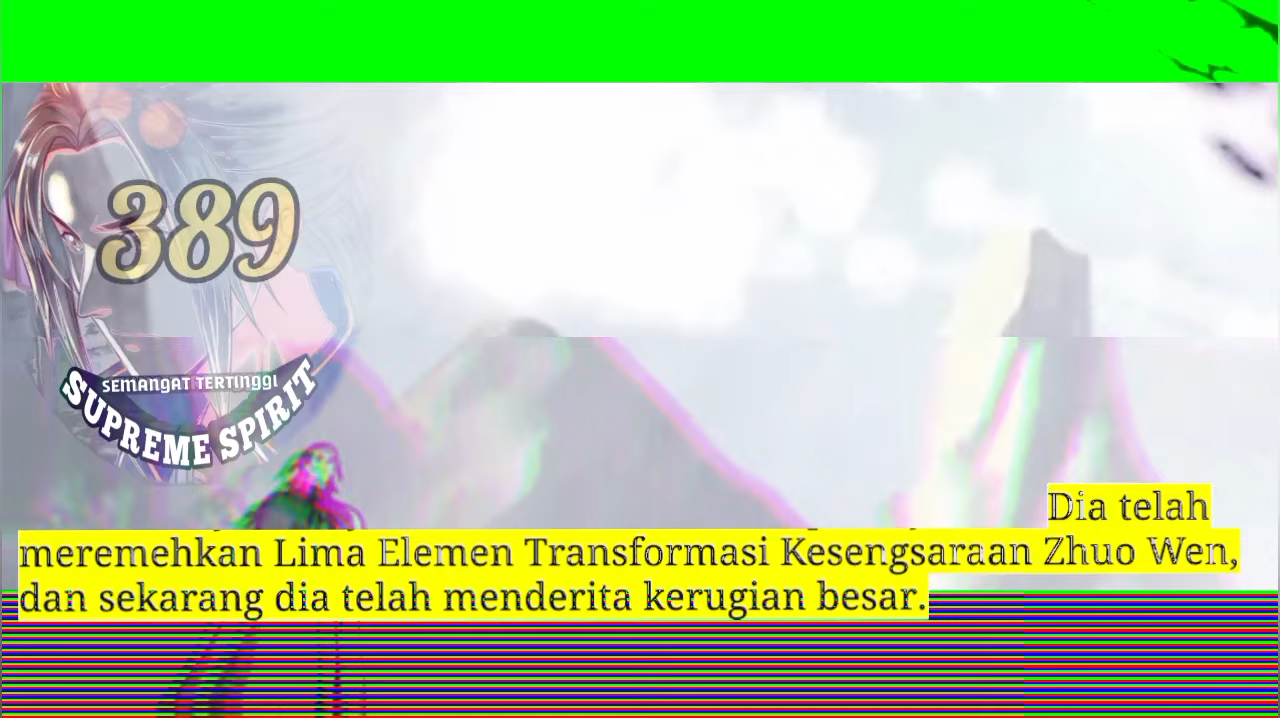 389
SEMANGAT TERTINGGI
SUPREME SPIRIT
Dia telah
meremehkan Lima Elemen Transformasi Kesengsaraan Zhuo Wen,
dan sekarang dia telah menderita kerugian besar.